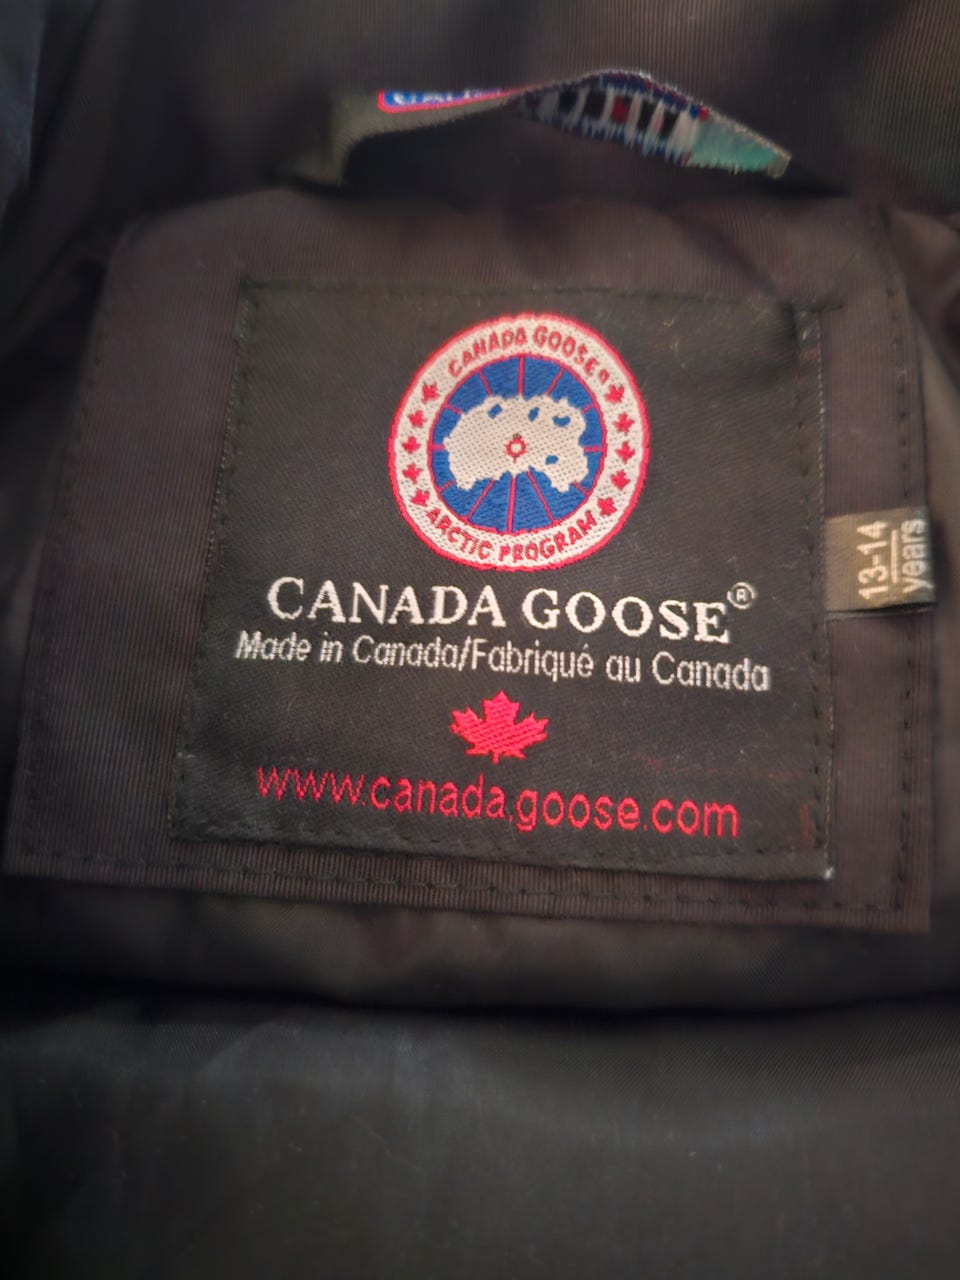 CANADA GOOSE®
ARCTIC PROGRAM
CANADA GOOSE®
Made in Canada/Fabriqué au Canada
www.canada.goose.com
13-14
years